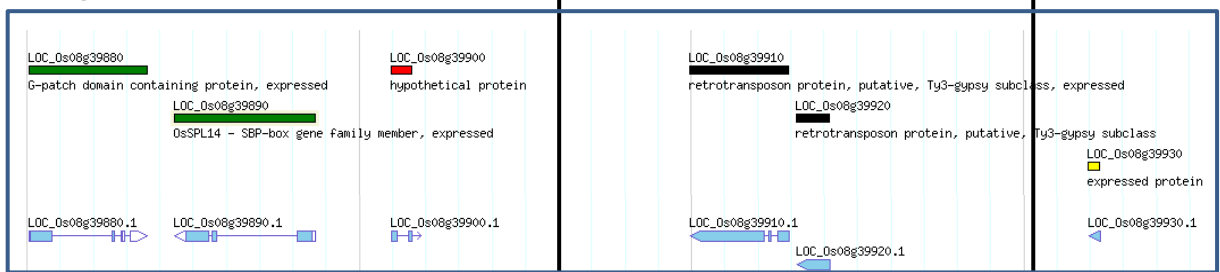 LOC_Os08g39880
G-patch domain containing protein, expressed
LOC_Os08g39890
OsSPL14 - SBP-box gene family member, expressed
LOC_Os08g39900
hypothetical protein
LOC_Os08g39910
retrotransposon protein, putative, Ty3-gypsy subclass, expressed
LOC_Os08g39920
retrotransposon protein, putative, Ty3-gypsy subclass
LOC_Os08g39930
expressed protein
LOC_Os08g39880.1
LOC_Os08g39890.1
LOC_Os08g39900.1
LOC_Os08g39910.1
LOC_Os08g39930.1
LOC_Os08g39920.1